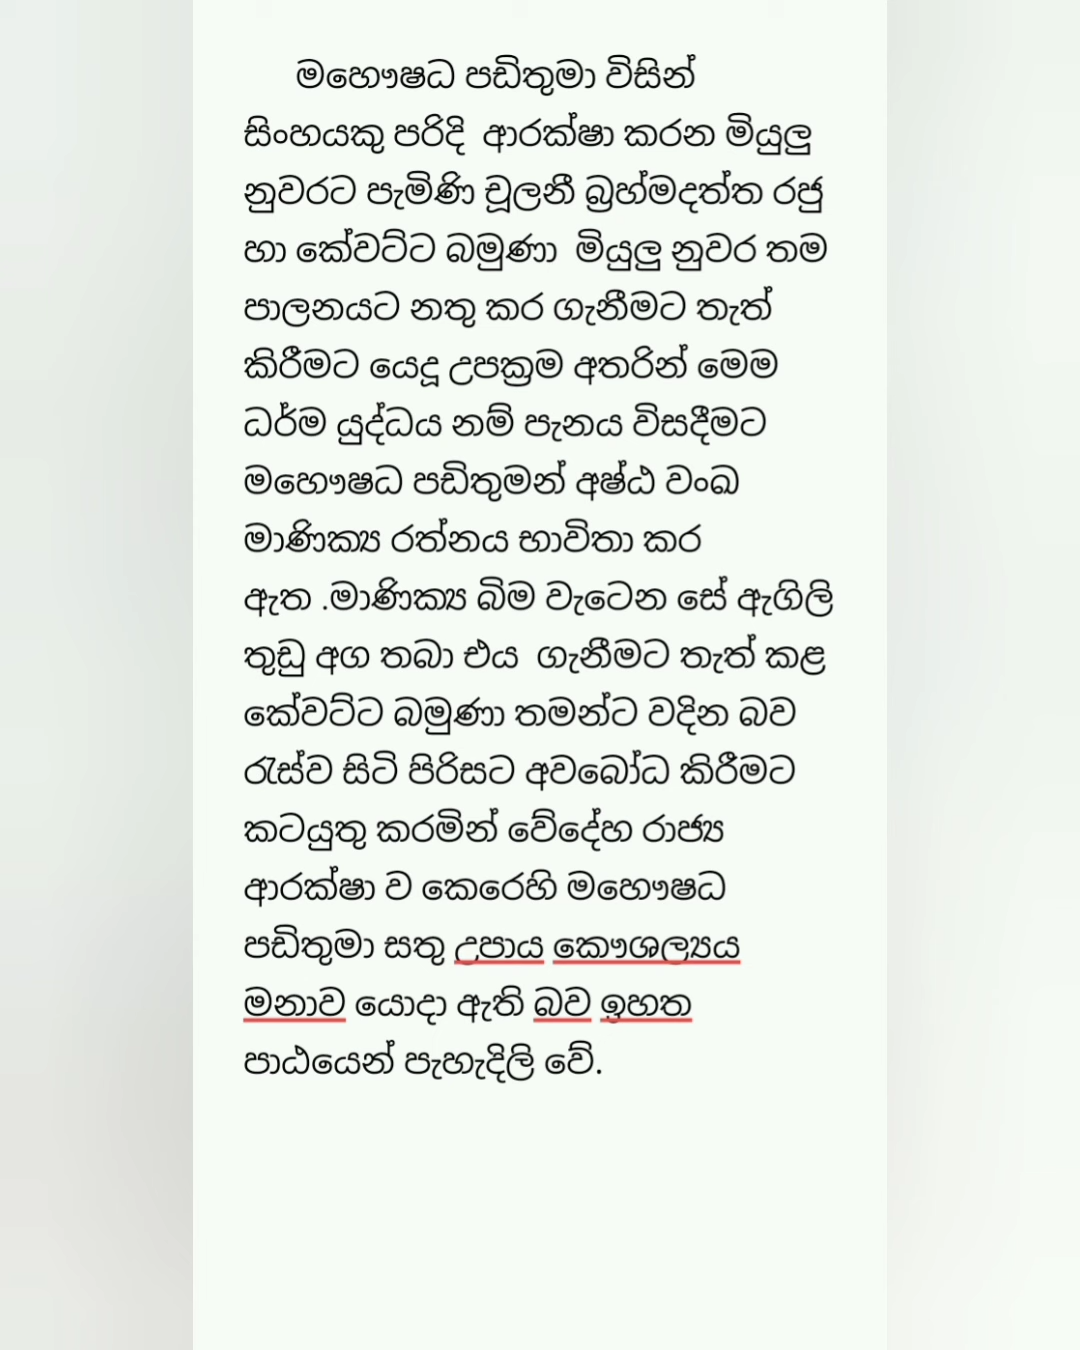 මහෞෂධ පඩිතුමා විසින්
සිංහයකු පරිදි ආරක්ෂා කරන මියුලු
නුවරට පැමිණි චූලනී බ්‍රහ්මදත්ත රජු
හා කේවට්ට බමුණා මියුලු නුවර තම
පාලනයට නතු කර ගැනීමට තැත්
කිරීමට යෙදූ උපක්‍රම අතරින් මෙම
ධර්ම යුද්ධය නම් පැනය විසදීමට
මහෞෂධ පඩිතුමන් අෂ්ඨ වංඛ
මාණික්‍ය රත්නය භාවිතා කර
ඇත .මාණික්‍ය බිම වැටෙන සේ ඇගිලි
තුඩු අග තබා එය ගැනීමට තැත් කළ
කේවට්ට බමුණා තමන්ට වදින බව
රැස්ව සිටි පිරිසට අවබෝධ කිරීමට
කටයුතු කරමින් වේදේහ රාජ්‍ය
ආරක්ෂා ව කෙරෙහි මහෞෂධ
පඩිතුමා සතු උපාය කෞශල්‍යය
මනාව යොදා ඇති බව ඉහත
පාඨයෙන් පැහැදිලි වේ.